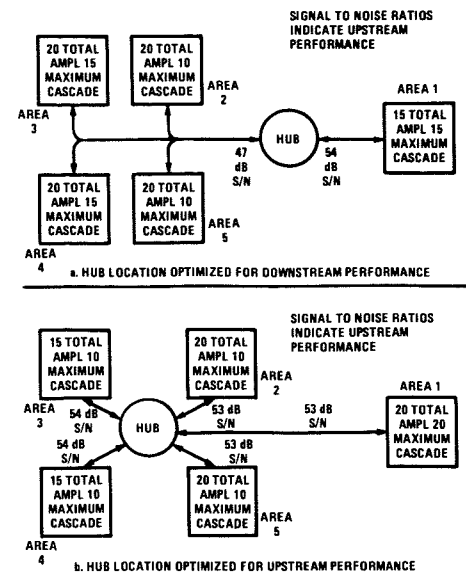 SIGNAL TO NOISE RATIOS
INDICATE UPSTREAM
PERFORMANCE
20 TOTAL
AMPL 15
MAXIMUM
CASCADE
AREA
3
20 TOTAL
AMPL 10
MAXIMUM
CASCADE
AREA
2
AREA 1
15 TOTAL
AMPL 15
MAXIMUM
CASCADE
HUB
47
dB
S/N
54
dB
S/N
20 TOTAL
AMPL 15
MAXIMUM
CASCADE
AREA
4
20 TOTAL
AMPL 10
MAXIMUM
CASCADE
AREA
5
a. HUB LOCATION OPTIMIZED FOR DOWNSTREAM PERFORMANCE
SIGNAL TO NOISE RATIOS
INDICATE UPSTREAM
PERFORMANCE
15 TOTAL
AMPL 10
MAXIMUM
CASCADE
AREA
3
20 TOTAL
AMPL 10
MAXIMUM
CASCADE
AREA
2
AREA 1
20 TOTAL
AMPL 20
MAXIMUM
CASCADE
54 dB
S/N
HUB
53 dB
S/N
53 dB
S/N
54 dB
S/N
53 dB
S/N
15 TOTAL
AMPL 10
MAXIMUM
CASCADE
AREA
4
20 TOTAL
AMPL 10
MAXIMUM
CASCADE
AREA
5
b. HUB LOCATION OPTIMIZED FOR UPSTREAM PERFORMANCE